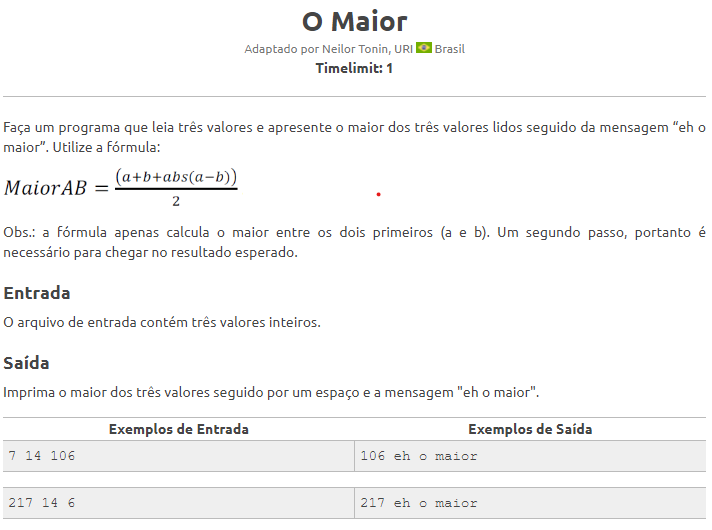 O Maior
Adaptado por Neilor Tonin, URI Brasil
Timelimit: 1
Faça um programa que leia três valores e apresente o maior dos três valores lidos seguido da mensagem “eh o
maior”. Utilize a fórmula:
MaiorAB = (a+b+abs(a−b))
2
Obs.: a fórmula apenas calcula o maior entre os dois primeiros (a e b). Um segundo passo, portanto é
necessário para chegar no resultado esperado.
Entrada
O arquivo de entrada contém três valores inteiros.
Saída
Imprima o maior dos três valores seguido por um espaço e a mensagem "eh o maior".
Exemplos de Entrada Exemplos de Saída
7 14 106 106 eh o maior
217 14 6 217 eh o maior